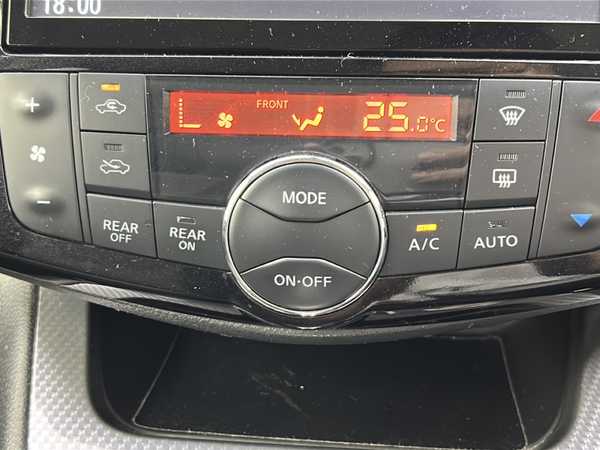 18:00
FRONT
25.0°C
MODE
REAR
OFF
REAR
ON
A/C
AUTO
ON·OFF